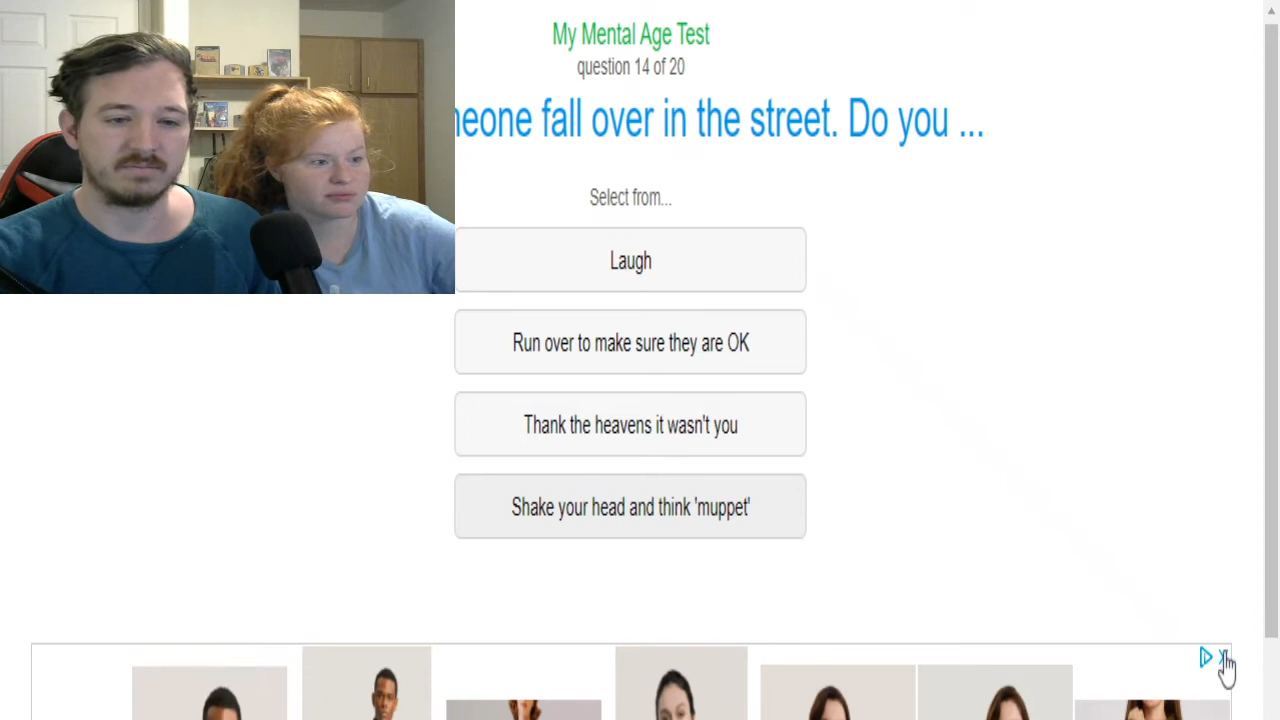 My Mental Age Test
question 14 of 20
fall over in the street. Do you ...
Select from...
Laugh
Run over to make sure they are OK
Thank the heavens it wasn't you
Shake your head and think 'muppet'